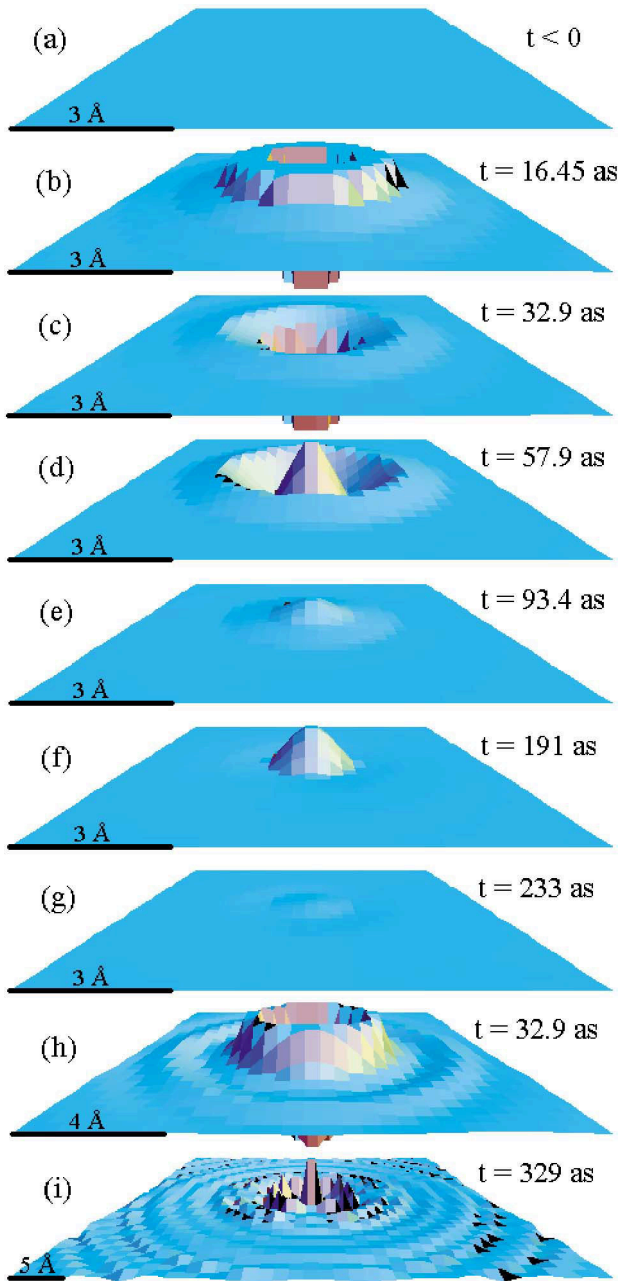 (a) t < 0
3 Å
(b) t = 16.45 as
3 Å
(c) t = 32.9 as
3 Å
(d) t = 57.9 as
3 Å
(e) t = 93.4 as
3 Å
(f) t = 191 as
3 Å
(g) t = 233 as
3 Å
(h) t = 32.9 as
4 Å
(i) t = 329 as
5 Å